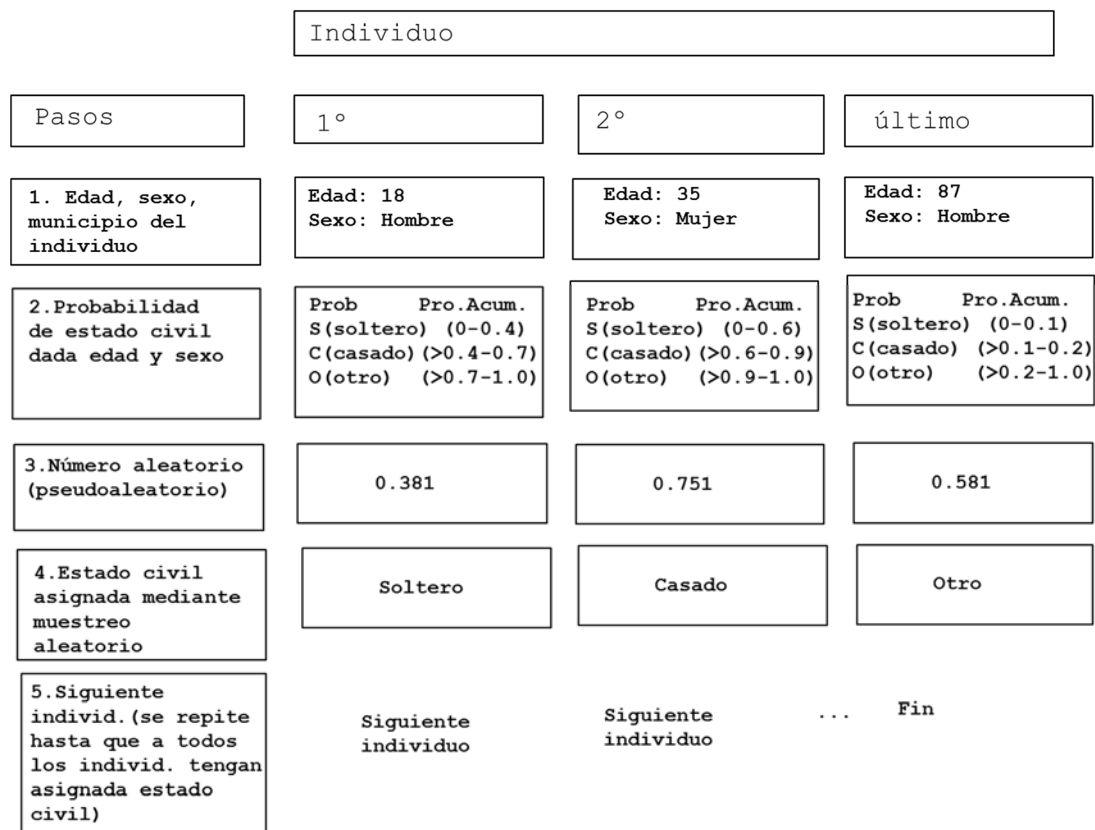 Individuo
Pasos
1º
2º
último
1. Edad, sexo,
municipio del
individuo
Edad: 18
Sexo: Hombre
Edad: 35
Sexo: Mujer
Edad: 87
Sexo: Hombre
2.Probabilidad
de estado civil
dada edad y sexo
Prob Pro.Acum.
S(soltero) (0-0.4)
C(casado)(>0.4-0.7)
O(otro) (>0.7-1.0)
Prob Pro.Acum.
S(soltero) (0-0.6)
C(casado)(>0.6-0.9)
O(otro) (>0.9-1.0)
Prob Pro.Acum.
S(soltero) (0-0.1)
C(casado) (>0.1-0.2)
O(otro) (>0.2-1.0)
3.Número aleatorio
(pseudoaleatorio)
0.381
0.751
0.581
4.Estado civil
asignada mediante
muestreo
aleatorio
Soltero
Casado
Otro
5.Siguiente
individ.(se repite
hasta que a todos
los individ. tengan
asignada estado
civil)
Siguiente
individuo
Siguiente
individuo
...
Fin